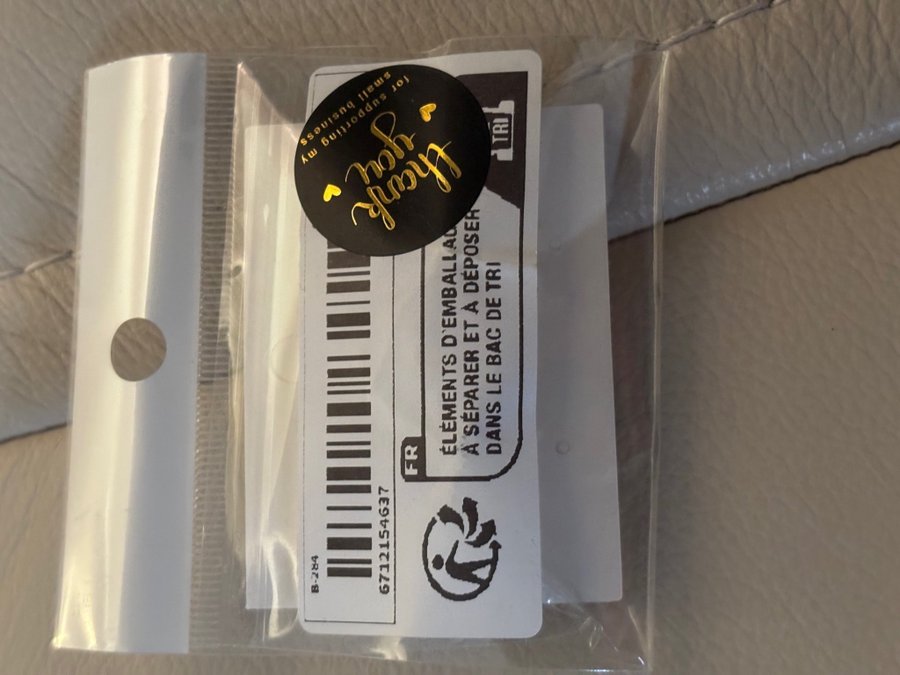 thank
you
for supporting my
small business
B-284
6712154637
FR
ÉLÉMENTS D'EMBALLAG
À SÉPARER ET À DÉPOSER
DANS LE BAC DE TRI
TRI